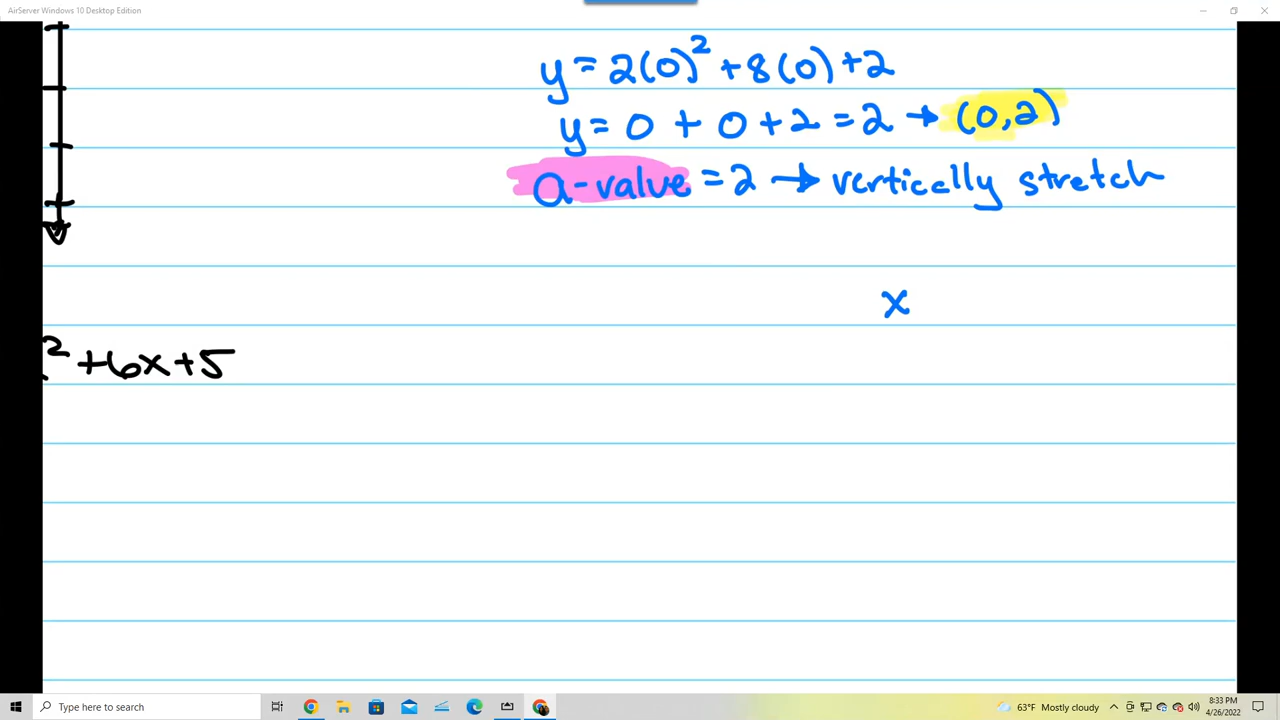 AirServer Windows 10 Desktop Edition
y = 2(0)² + 8(0) + 2
y = 0 + 0 + 2 = 2 → (0,2)
a-value = 2 → vertically stretch
x
² + 6x + 5
Type here to search
63°F Mostly cloudy
8:33 PM
4/26/2022